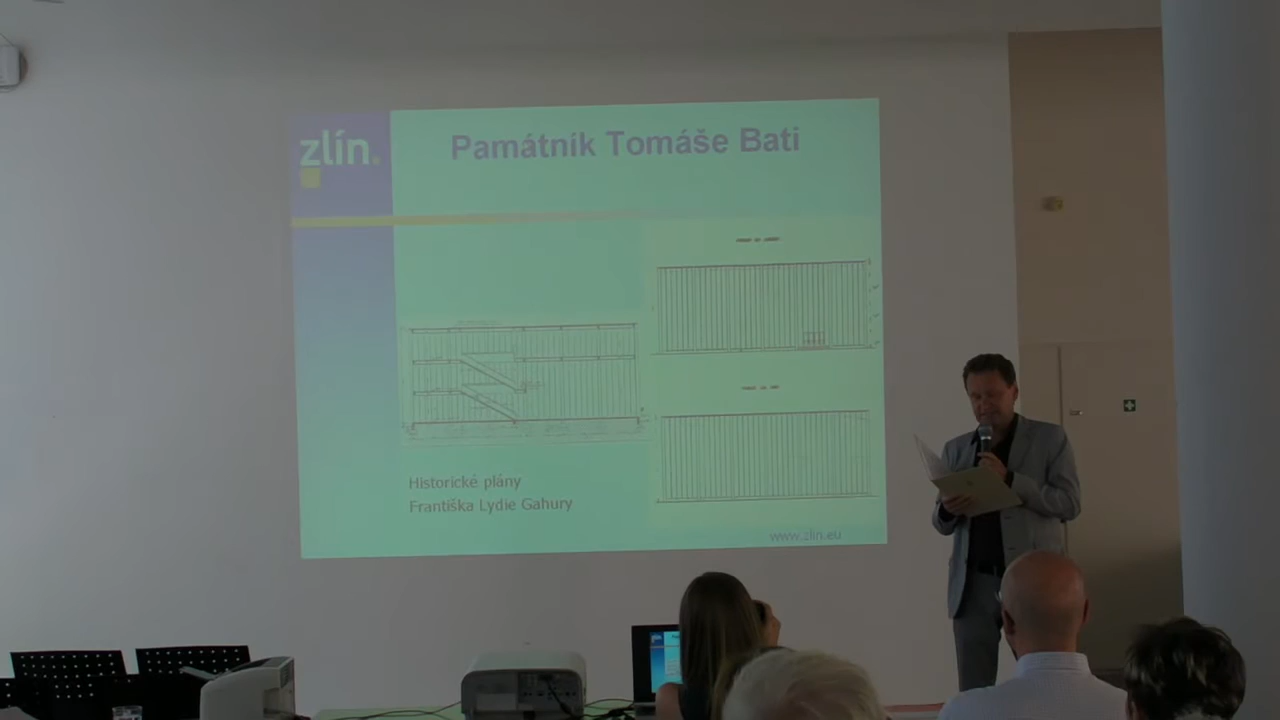 zlín.
Památník Tomáše Bati
Historické plány
Františka Lydie Gahury
www.zlin.eu